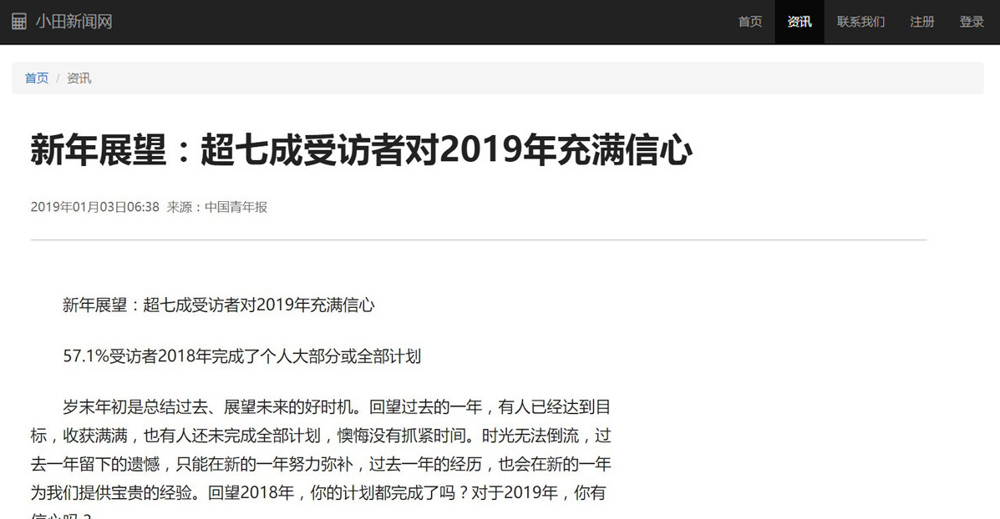 小田新闻网
首页 资讯 联系我们 注册 登录
首页 / 资讯
新年展望：超七成受访者对2019年充满信心
2019年01月03日06:38 来源：中国青年报
新年展望：超七成受访者对2019年充满信心
57.1%受访者2018年完成了个人大部分或全部计划
岁末年初是总结过去、展望未来的好时机。回望过去的一年，有人已经达到目
标，收获满满，也有人还未完成全部计划，懊悔没有抓紧时间。时光无法倒流，过
去一年留下的遗憾，只能在新的一年努力弥补，过去一年的经历，也会在新的一年
为我们提供宝贵的经验。回望2018年，你的计划都完成了吗？对于2019年，你有
信心吗？